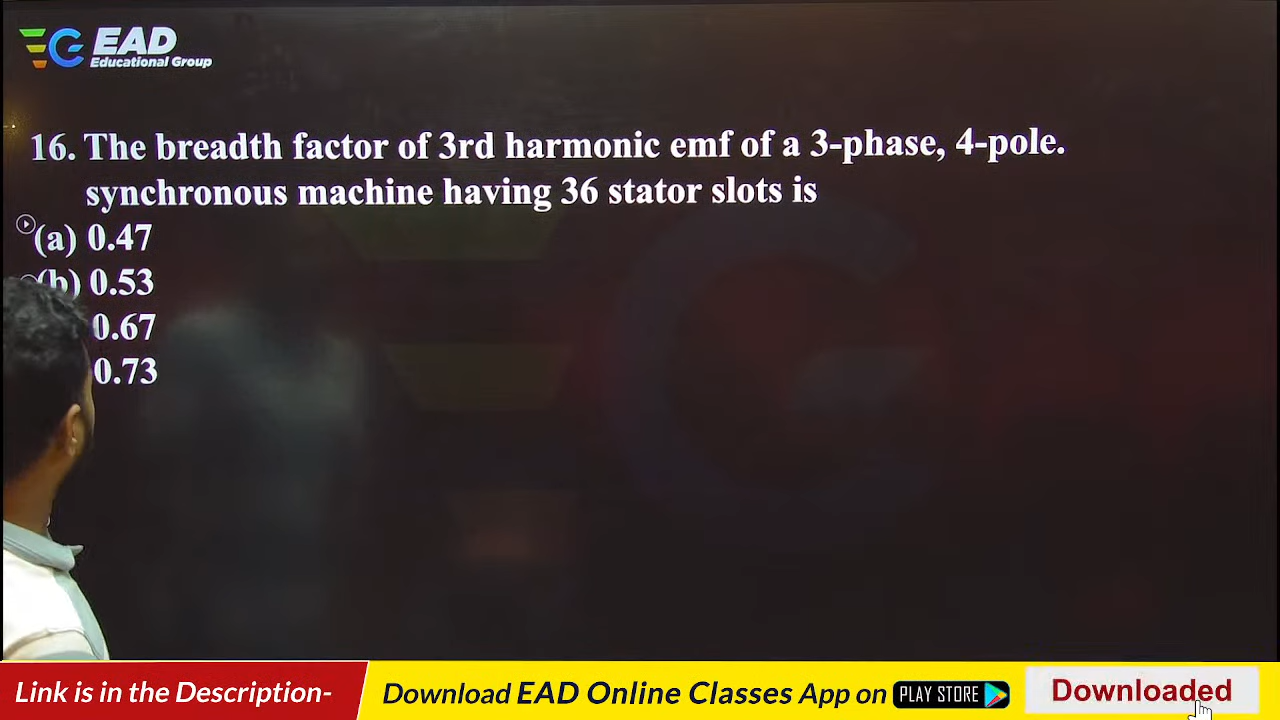 EAD
Educational Group
16. The breadth factor of 3rd harmonic emf of a 3-phase, 4-pole.
synchronous machine having 36 stator slots is
(a) 0.47
(b) 0.53
0.67
0.73
Link is in the Description-
Download EAD Online Classes App on PLAY STORE
Downloaded